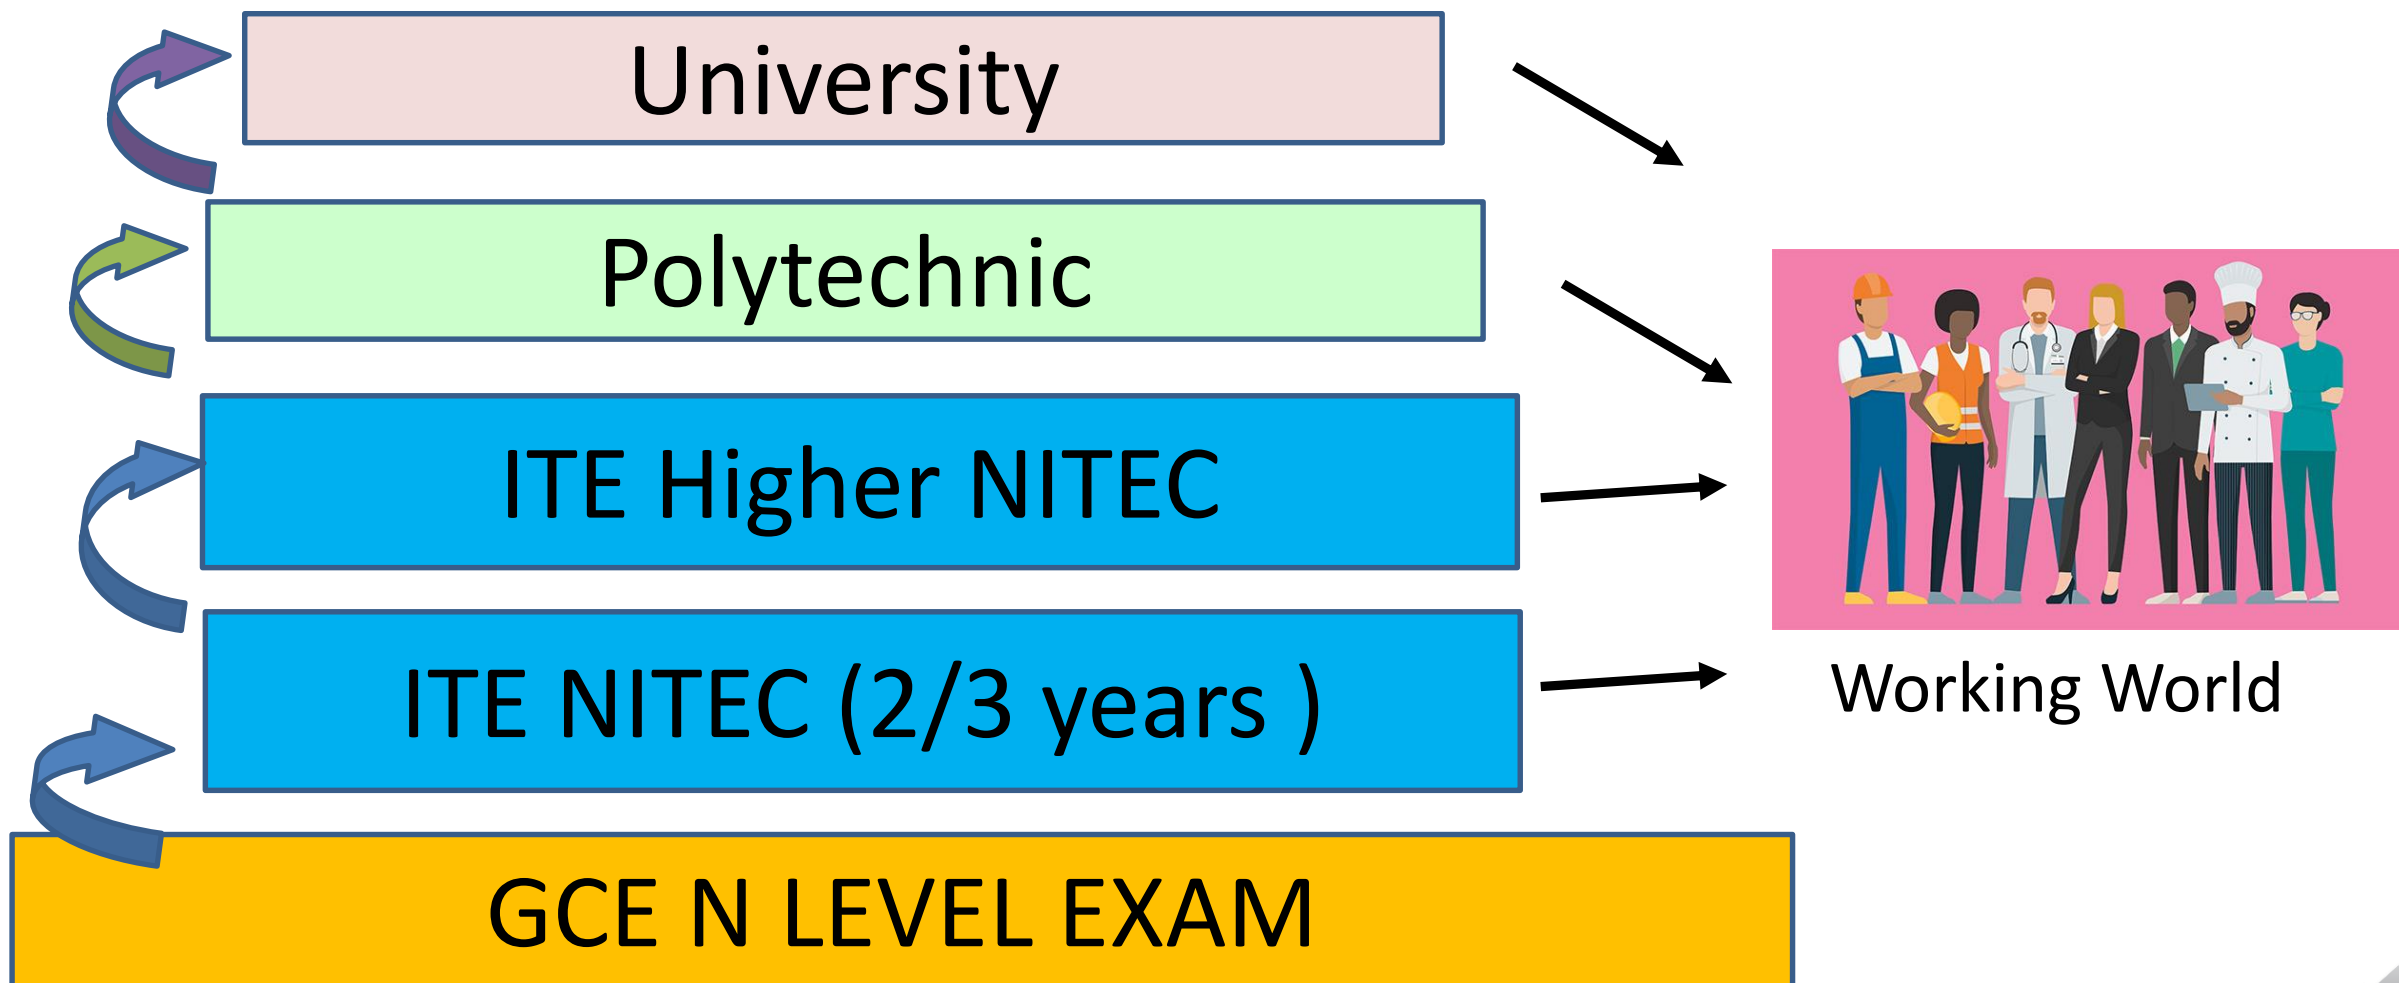 University
Polytechnic
ITE Higher NITEC
ITE NITEC (2/3 years )
Working World
GCE N LEVEL EXAM